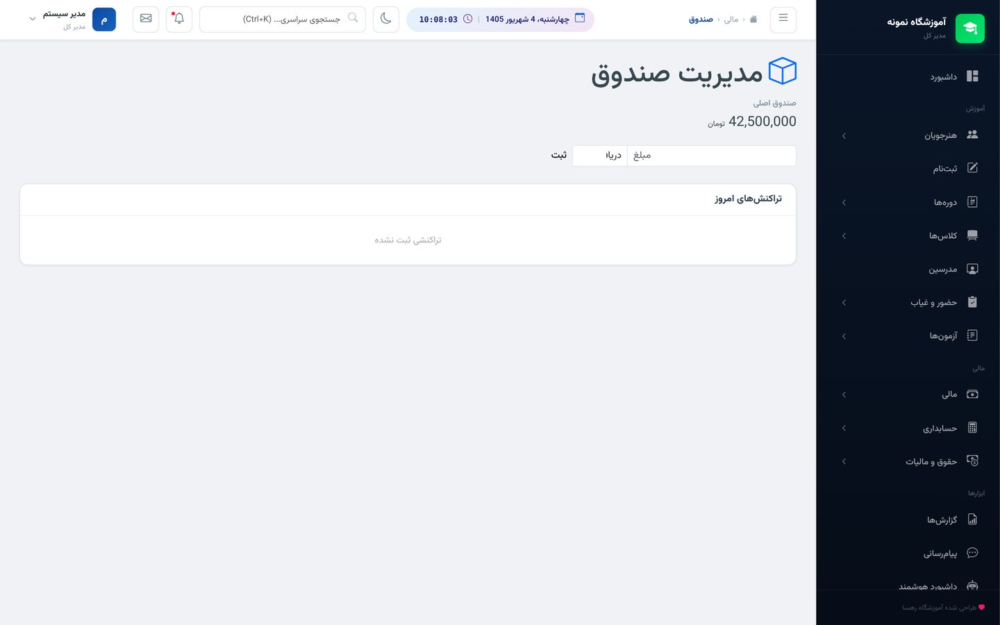 آموزشگاه نمونه
مدیر کل
داشبورد
آموزش
هنرجویان
ثبت‌نام
دوره‌ها
کلاس‌ها
مدرسین
حضور و غیاب
آزمون‌ها
مالی
مالی
حسابداری
حقوق و مالیات
ابزارها
گزارش‌ها
پیام‌رسانی
داشبورد هوشمند
طراحی شده آموزشگاه رهسا
مالی › صندوق
چهارشنبه، 4 شهریور 1405 | 10:08:03
جستجوی سراسری... (Ctrl+K)
م
مدیر سیستم
مدیر کل
مدیریت صندوق
صندوق اصلی
42,500,000 تومان
مبلغ
ثبت
تراکنش‌های امروز
تراکنشی ثبت نشده